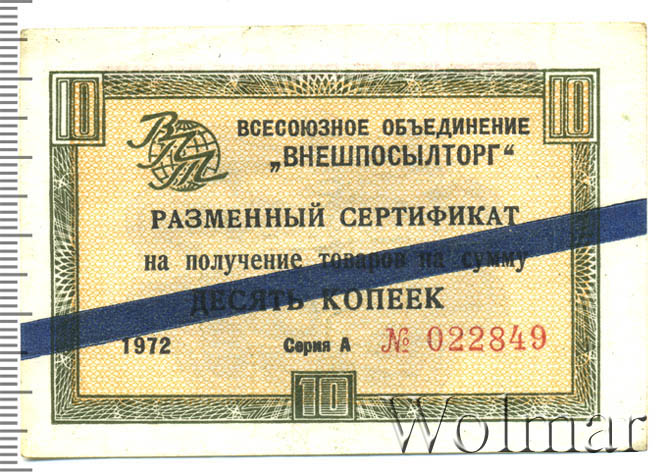 10 10
ВПТ
ВСЕСОЮЗНОЕ ОБЪЕДИНЕНИЕ
„ВНЕШПОСЫЛТОРГ“
РАЗМЕННЫЙ СЕРТИФИКАТ
на получение товаров на сумму
ДЕСЯТЬ КОПЕЕК
1972 Серия А № 022849
10
Wolmar